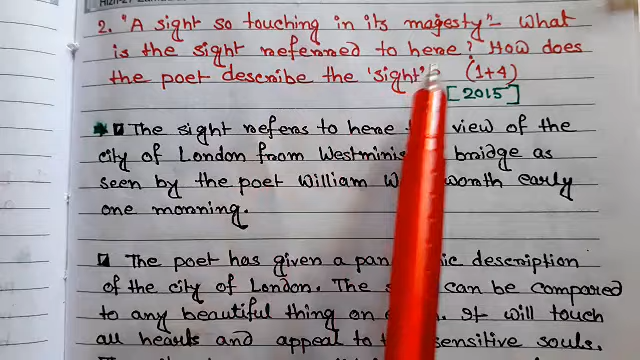 2. "A sight so touching in its majesty"- What
is the sight referred to here? How does
the poet describe the 'sight' (1+4)
[2015]
The sight refers to here view of the
city of London from Westminis bridge as
seen by the poet William W worth early
one morning.
The poet has given a pan ic description
of the city of London. The s can be compared
to any beautiful thing on e . It will touch
all hearts and appeal to t sensitive souls.